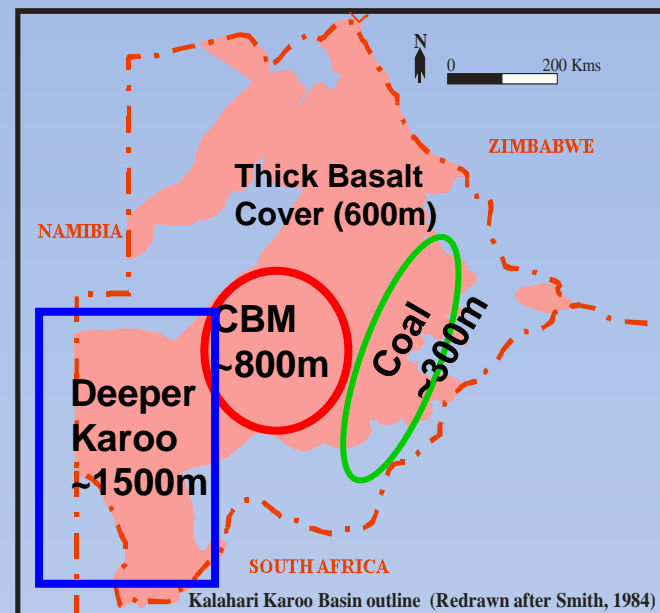 N
0 200 Kms
ZIMBABWE
Thick Basalt
Cover (600m)
NAMIBIA
CBM
~800m
Coal
~300m
Deeper
Karoo
~1500m
SOUTH AFRICA
Kalahari Karoo Basin outline (Redrawn after Smith, 1984)